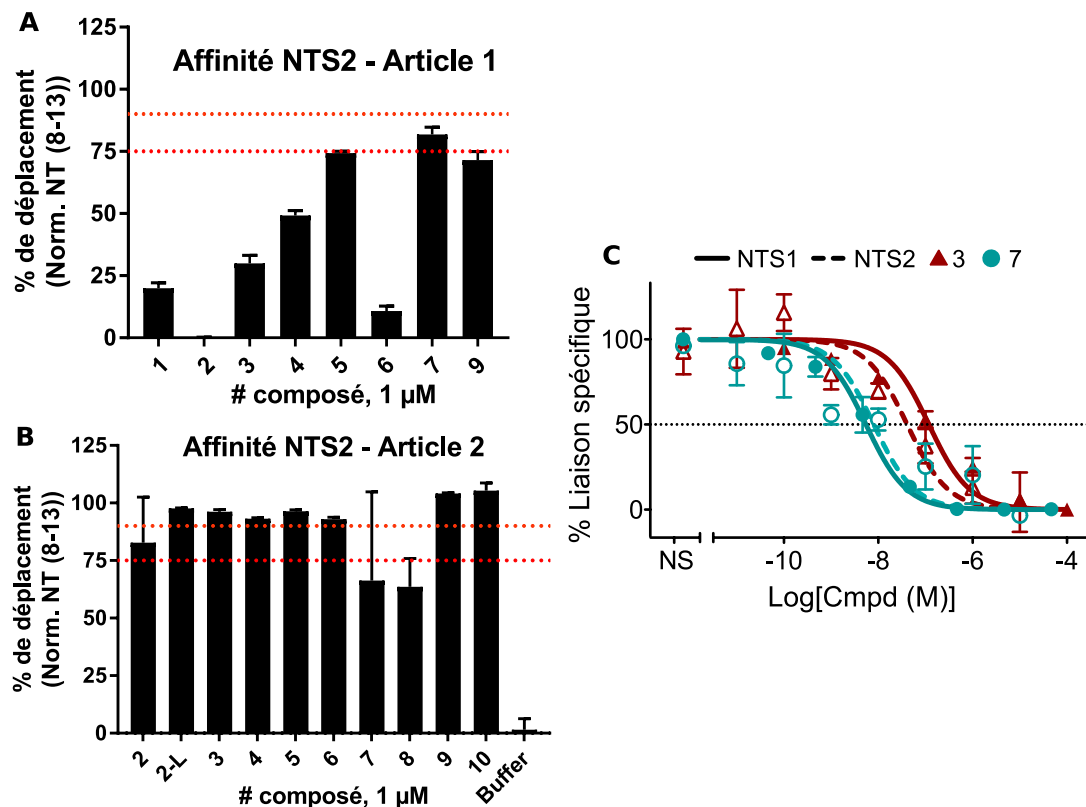 A
Affinité NTS2 - Article 1
% de déplacement
(Norm. NT (8-13))
125
100
75
50
25
0
1 2 3 4 5 6 7 9
# composé, 1 µM
B
Affinité NTS2 - Article 2
% de déplacement
(Norm. NT (8-13))
125
100
75
50
25
0
2 2-L 3 4 5 6 7 8 9 10 Buffer
# composé, 1 µM
C
NTS1 NTS2 3 7
% Liaison spécifique
100
50
0
NS -10 -8 -6 -4
Log[Cmpd (M)]